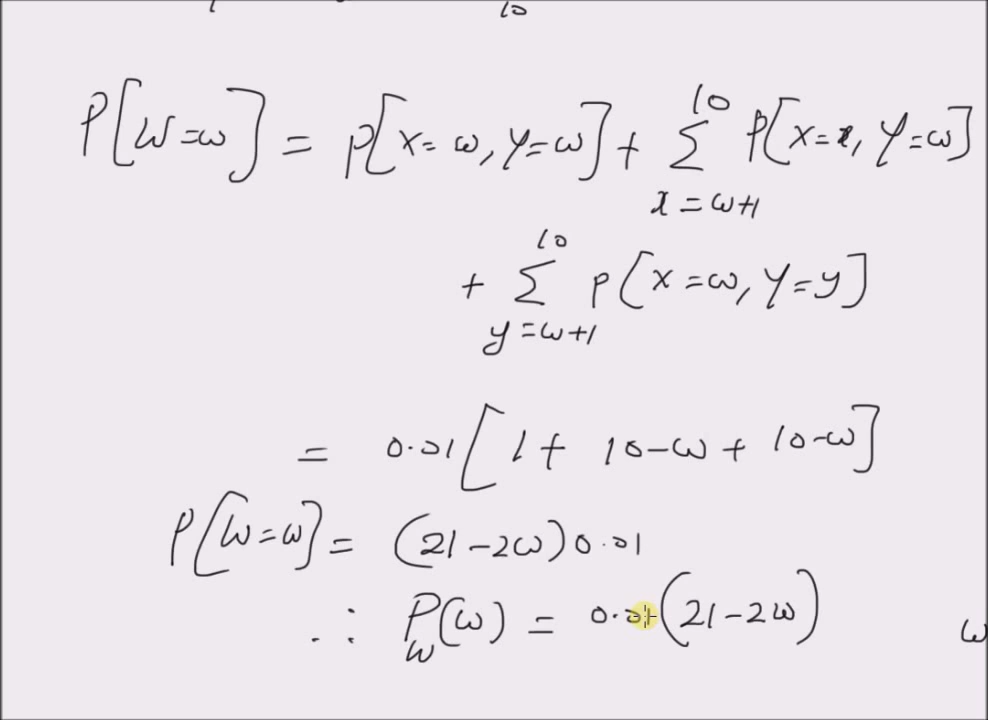 10
P[W=ω] = P[X=ω, Y=ω] + Σ_{x=ω+1}^{10} P[X=x, Y=ω]
+ Σ_{y=ω+1}^{10} P[X=ω, Y=y]
= 0.01[1+ 10-ω + 10-ω]
P[W=ω] = (21-2ω)0.01
∴ P_W(ω) = 0.01(21-2ω) ω